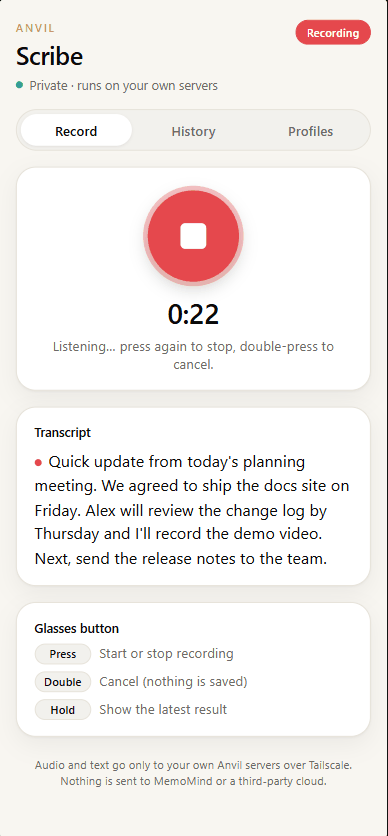 ANVIL
Scribe
Recording
Private · runs on your own servers
Record
History
Profiles
0:22
Listening... press again to stop, double-press to
cancel.
Transcript
Quick update from today's planning
meeting. We agreed to ship the docs site on
Friday. Alex will review the change log by
Thursday and I'll record the demo video.
Next, send the release notes to the team.
Glasses button
Press Start or stop recording
Double Cancel (nothing is saved)
Hold Show the latest result
Audio and text go only to your own Anvil servers over Tailscale.
Nothing is sent to MemoMind or a third-party cloud.